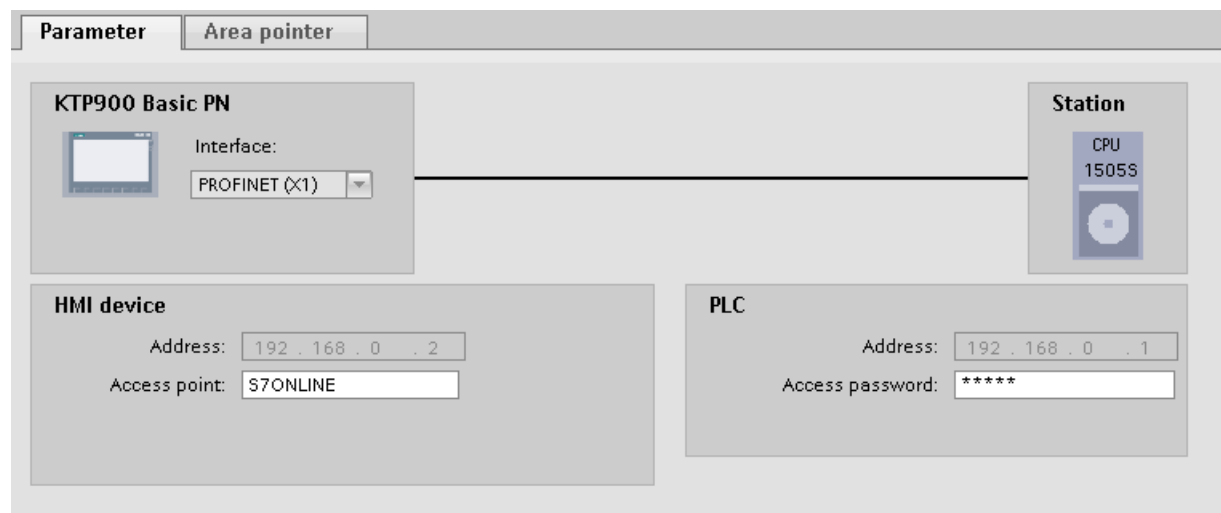 Parameter
Area pointer
KTP900 Basic PN
Interface:
PROFINET (X1)
Station
CPU
1505S
HMI device
Address: 192 . 168 . 0 . 2
Access point: S7ONLINE
PLC
Address: 192 . 168 . 0 . 1
Access password: *****